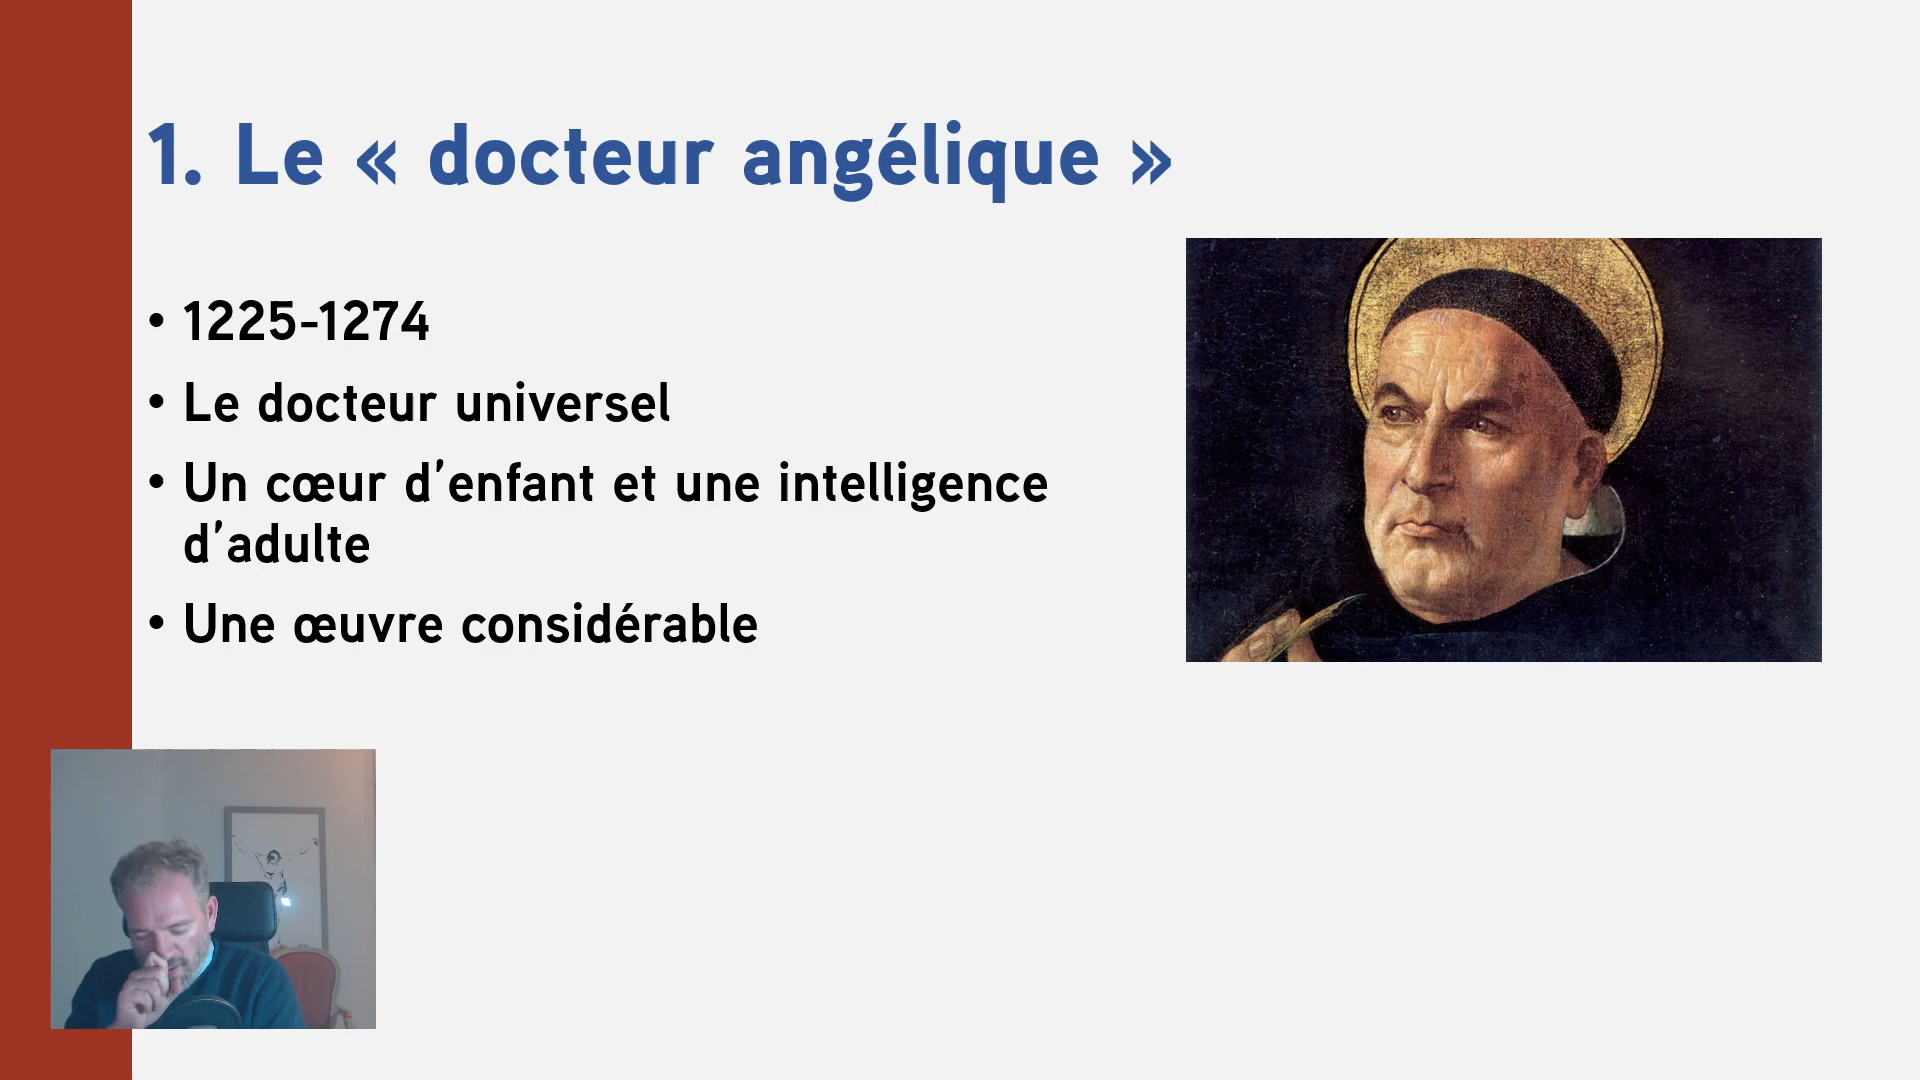 1. Le « docteur angélique »
• 1225-1274
• Le docteur universel
• Un cœur d’enfant et une intelligence
d’adulte
• Une œuvre considérable